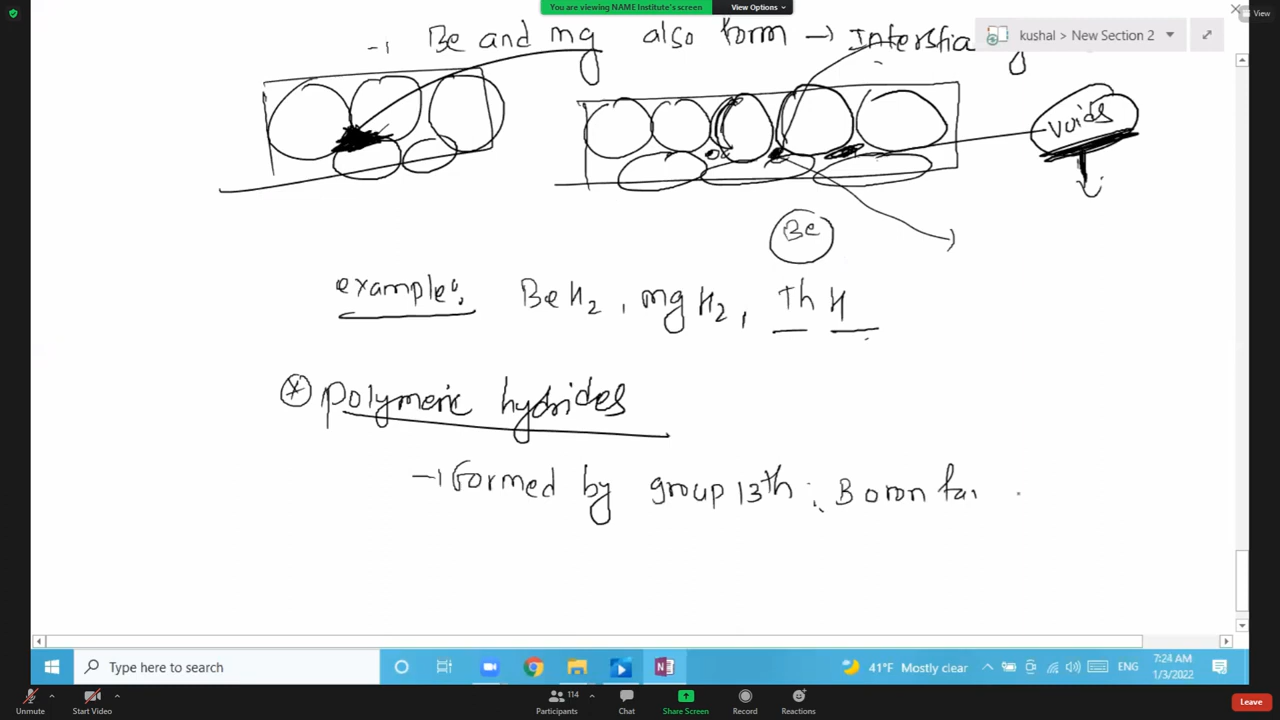 You are viewing NAME Institute's screen
View Options
View
kushal > New Section 2
Be and mg also form → Interstia
voids
Be
example:
BeH2, mgH2, Th H
polymeric hydrides
Formed by group 13th : Boron fa
Type here to search
41°F Mostly clear
ENG
7:24 AM
1/3/2022
Unmute
Start Video
114
Participants
Chat
Share Screen
Record
Reactions
Leave